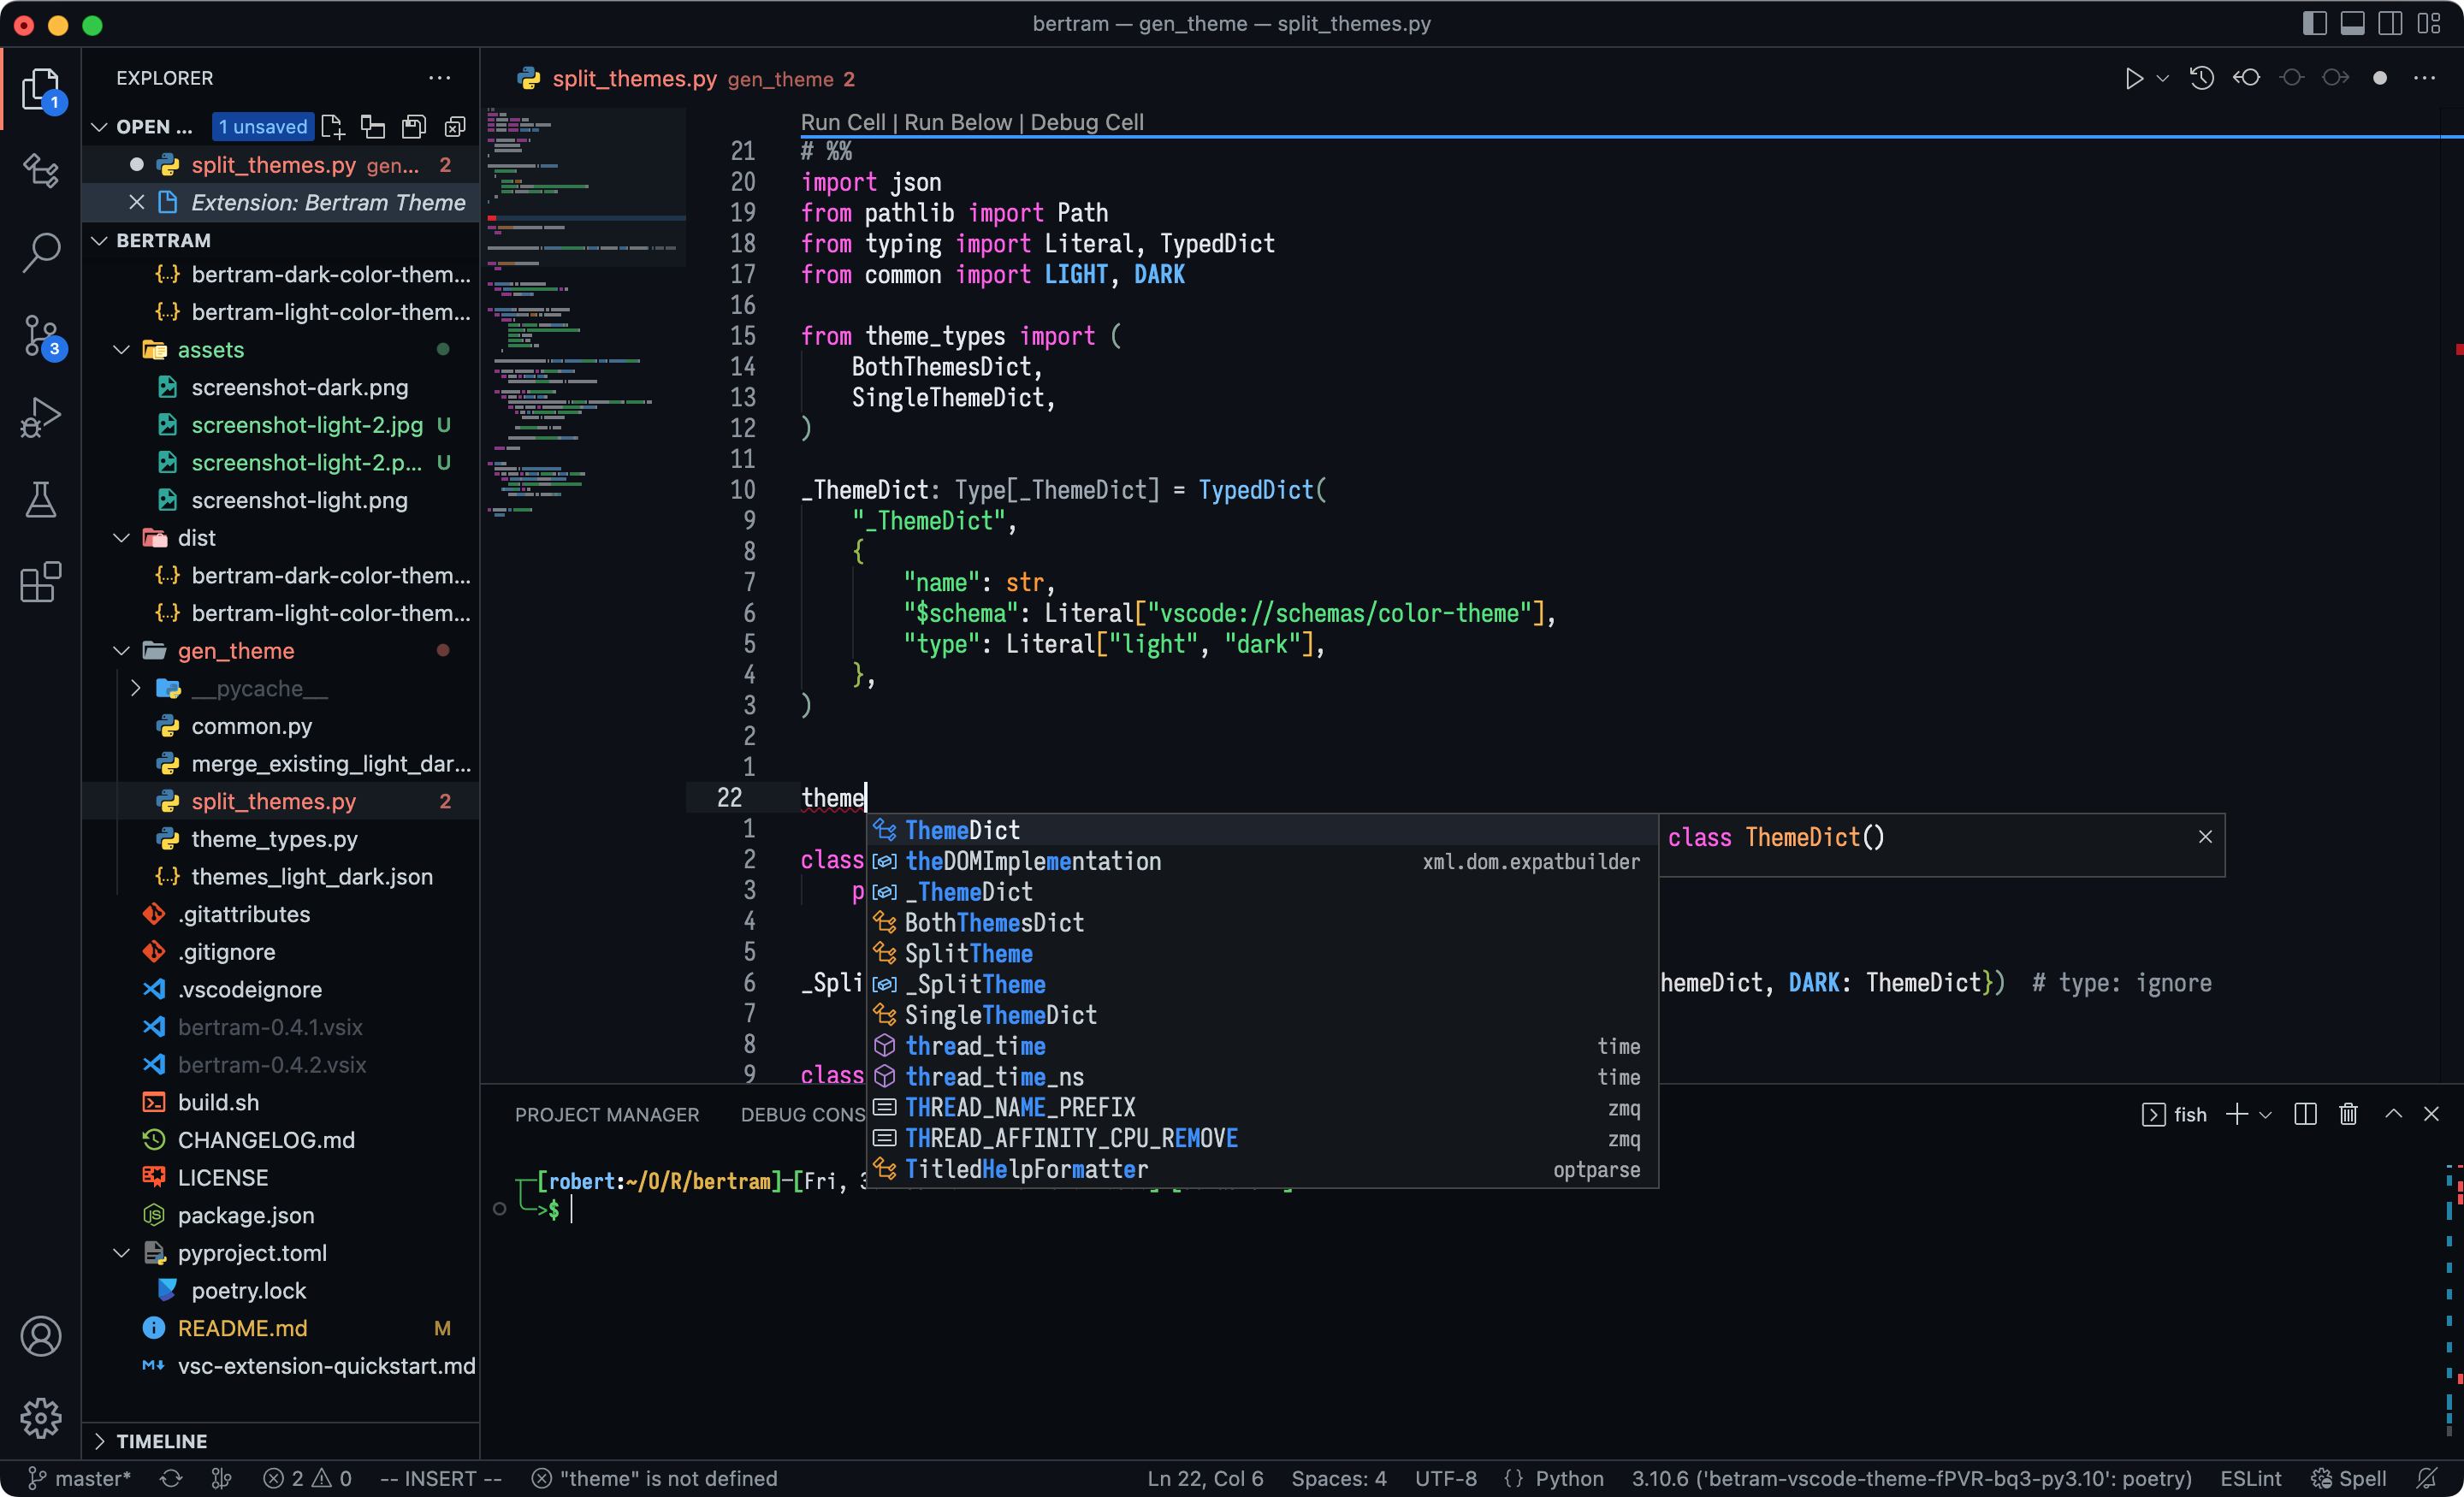 bertram — gen_theme — split_themes.py
EXPLORER
OPEN ... 1 unsaved
split_themes.py gen... 2
Extension: Bertram Theme
BERTRAM
bertram-dark-color-them...
bertram-light-color-them...
assets
screenshot-dark.png
screenshot-light-2.jpg U
screenshot-light-2.p... U
screenshot-light.png
dist
bertram-dark-color-them...
bertram-light-color-them...
gen_theme
__pycache__
common.py
merge_existing_light_dar...
split_themes.py 2
theme_types.py
themes_light_dark.json
.gitattributes
.gitignore
.vscodeignore
bertram-0.4.1.vsix
bertram-0.4.2.vsix
build.sh
CHANGELOG.md
LICENSE
package.json
pyproject.toml
poetry.lock
README.md M
vsc-extension-quickstart.md
TIMELINE
1
3
split_themes.py gen_theme 2
Run Cell | Run Below | Debug Cell
21 # %%
20 import json
19 from pathlib import Path
18 from typing import Literal, TypedDict
17 from common import LIGHT, DARK
16
15 from theme_types import (
14 BothThemesDict,
13 SingleThemeDict,
12 )
11
10 _ThemeDict: Type[_ThemeDict] = TypedDict(
9 "_ThemeDict",
8 {
7 "name": str,
6 "$schema": Literal["vscode://schemas/color-theme"],
5 "type": Literal["light", "dark"],
4 },
3 )
2
1
22 theme
1
2 class
3 p
4
5
6 _Spli hemeDict, DARK: ThemeDict}) # type: ignore
7
8
9 class
ThemeDict
theDOMImplementation xml.dom.expatbuilder
_ThemeDict
BothThemesDict
SplitTheme
_SplitTheme
SingleThemeDict
thread_time time
thread_time_ns time
THREAD_NAME_PREFIX zmq
THREAD_AFFINITY_CPU_REMOVE zmq
TitledHelpFormatter optparse
class ThemeDict()
PROJECT MANAGER DEBUG CONS
fish
[robert:~/O/R/bertram]-[Fri, 3
>$
master* 2 0 -- INSERT -- "theme" is not defined Ln 22, Col 6 Spaces: 4 UTF-8 {} Python 3.10.6 ('betram-vscode-theme-fPVR-bq3-py3.10': poetry) ESLint Spell